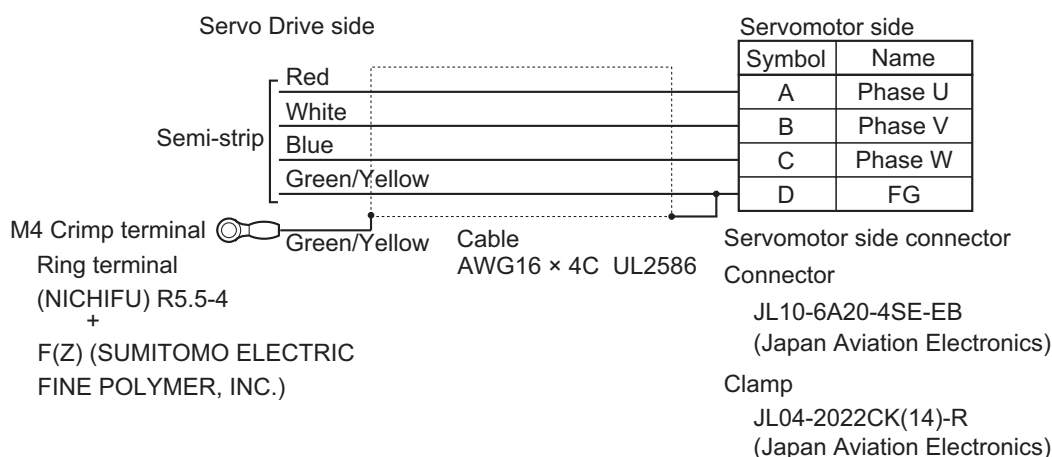 Servo Drive side
Servomotor side
Symbol Name
Red
A Phase U
White
B Phase V
Semi-strip
Blue
C Phase W
Green/Yellow
D FG
M4 Crimp terminal
Green/Yellow
Ring terminal
(NICHIFU) R5.5-4
+
F(Z) (SUMITOMO ELECTRIC
FINE POLYMER, INC.)
Cable
AWG16 × 4C UL2586
Servomotor side connector
Connector
JL10-6A20-4SE-EB
(Japan Aviation Electronics)
Clamp
JL04-2022CK(14)-R
(Japan Aviation Electronics)